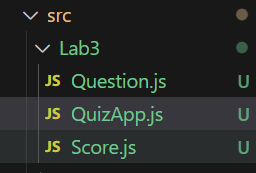 src
Lab3
JS Question.js U
JS QuizApp.js U
JS Score.js U